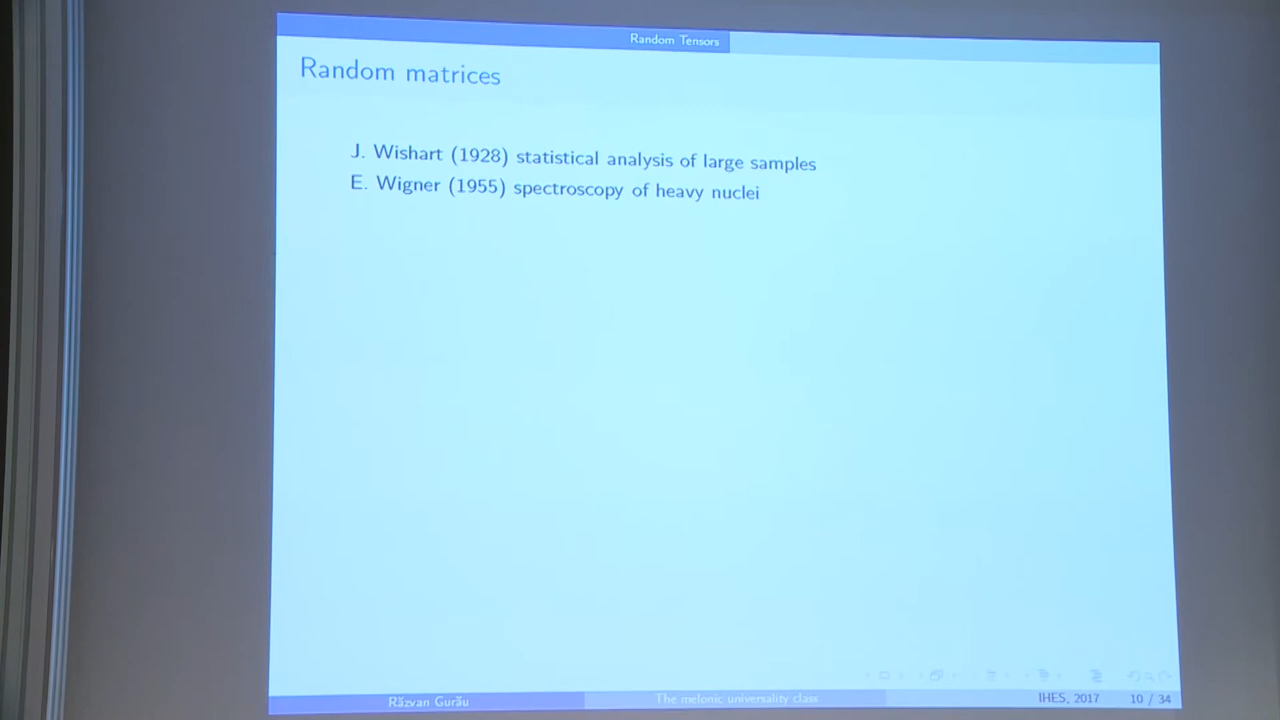 Random Tensors
Random matrices
J. Wishart (1928) statistical analysis of large samples
E. Wigner (1955) spectroscopy of heavy nuclei
Răzvan Gurău
The melonic universality class
IHES, 2017
10 / 34